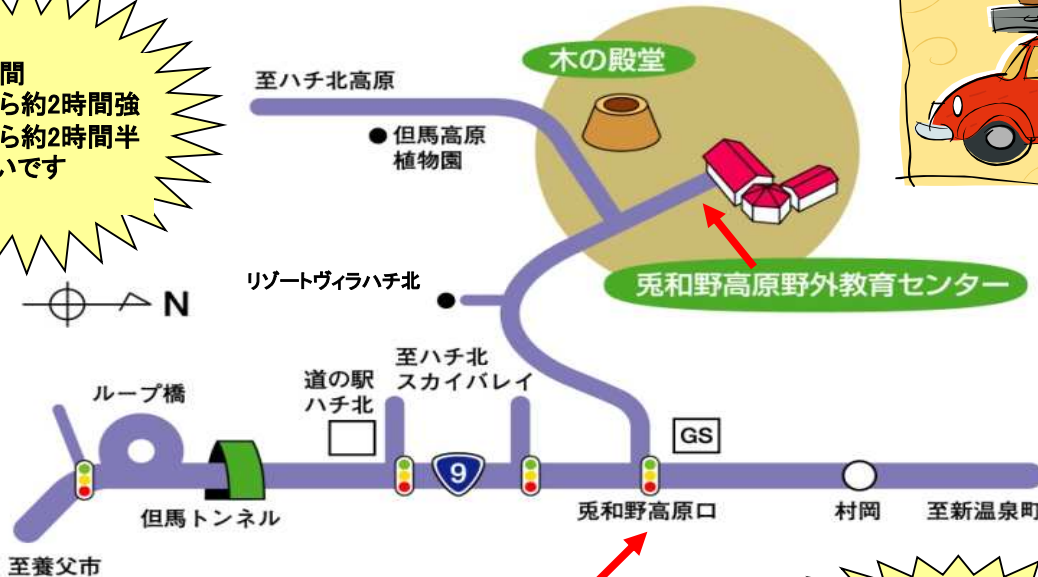 間
ら約2時間強
ら約2時間半
いです
木の殿堂
至ハチ北高原
●但馬高原
植物園
リゾートヴィラハチ北
兎和野高原野外教育センター
N
至ハチ北
スカイバレイ
道の駅
ハチ北
ループ橋
GS
9
但馬トンネル
兎和野高原口
村岡
至新温泉町
至養父市